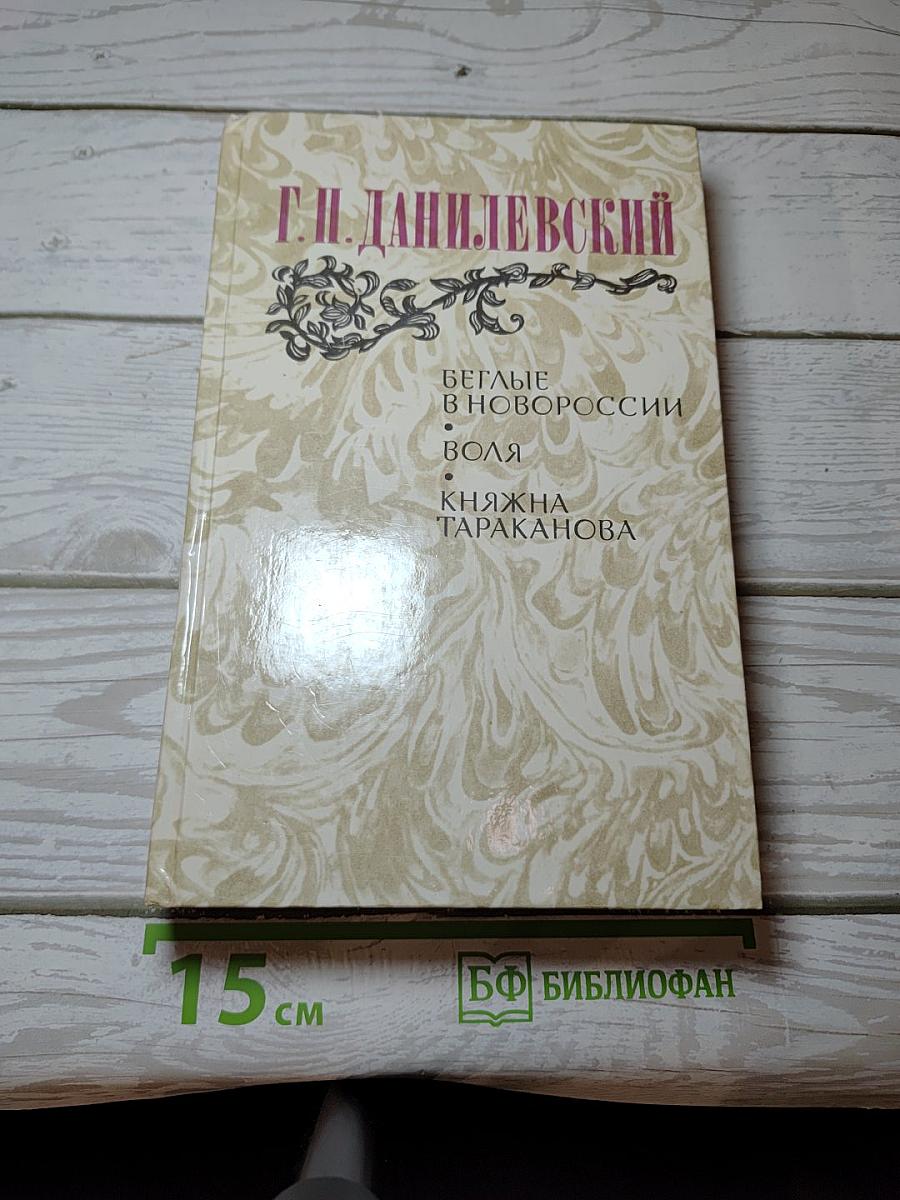 Г. П. ДАНИЛЕВСКИЙ
БЕГЛЫЕ
В НОВОРОССИИ
•
ВОЛЯ
•
КНЯЖНА
ТАРАКАНОВА
15 см
БФ БИБЛИОФАН